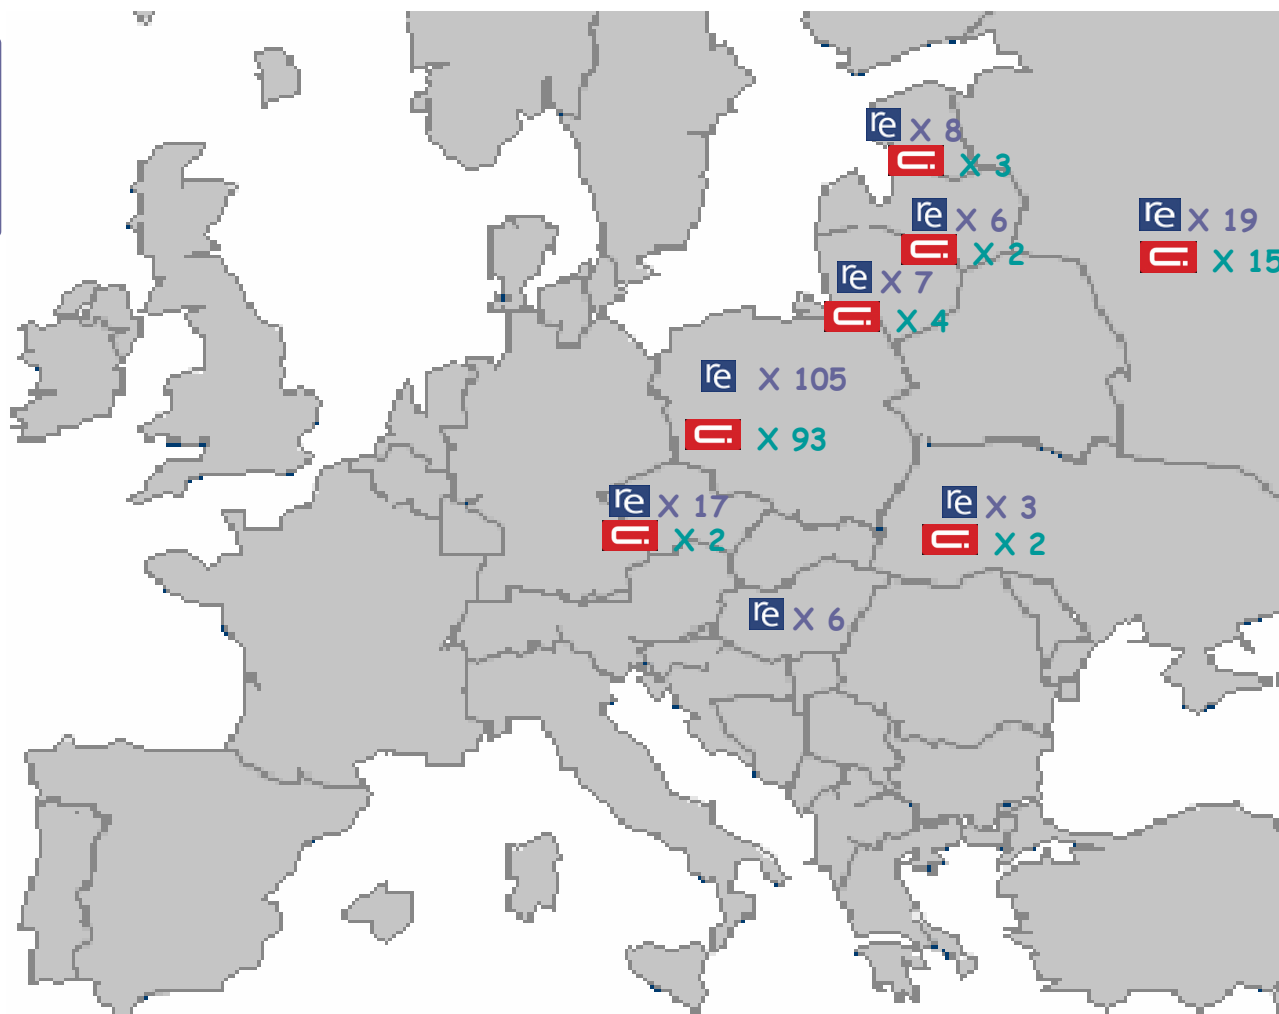 re X 8
X 3
re X 6
re X 19
X 2
X 15
re X 7
X 4
re X 105
X 93
re X 17
re X 3
X 2
X 2
re X 6